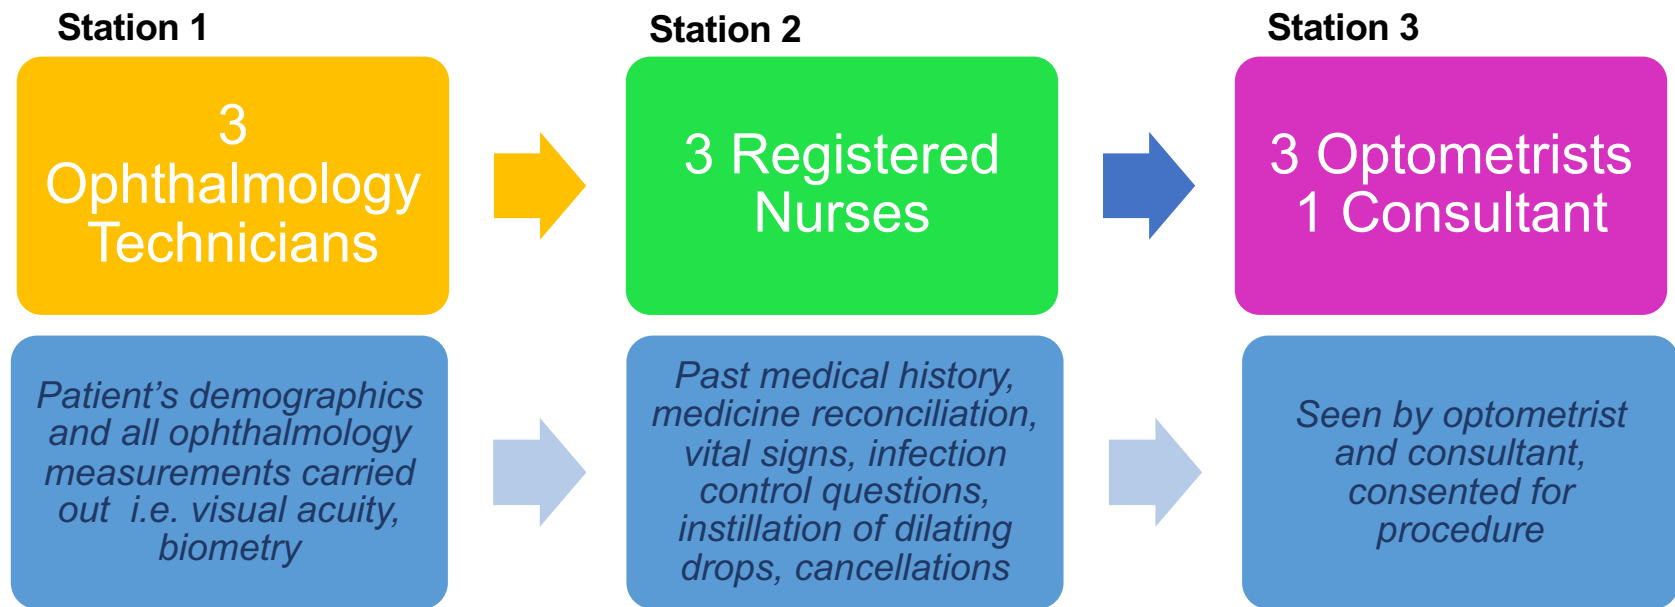 Station 1
3
Ophthalmology
Technicians
Patient’s demographics
and all ophthalmology
measurements carried
out  i.e. visual acuity,
biometry
Station 2
3 Registered
Nurses
Past medical history,
medicine reconciliation,
vital signs, infection
control questions,
instillation of dilating
drops, cancellations
Station 3
3 Optometrists
1 Consultant
Seen by optometrist
and consultant,
consented for
procedure